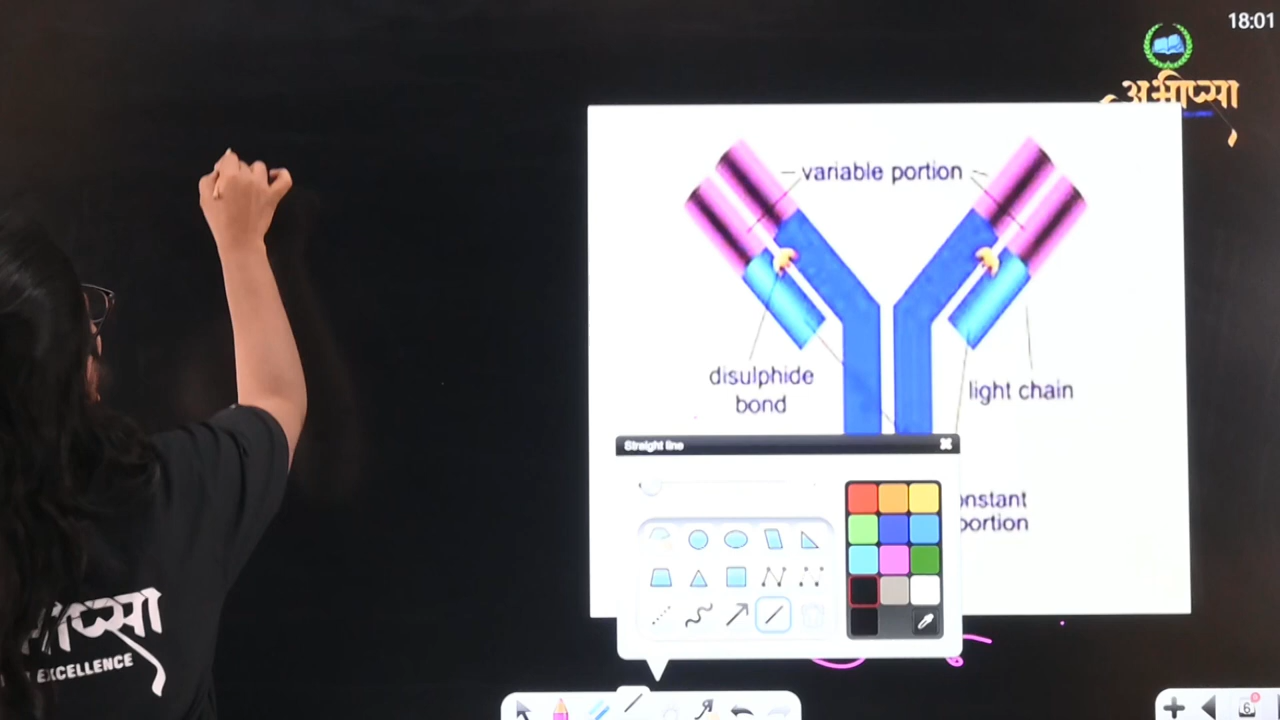 18:01
अभीप्सा
variable portion
disulphide
bond
light chain
Straight line
onstant
portion
6
प्सा
EXCELLENCE